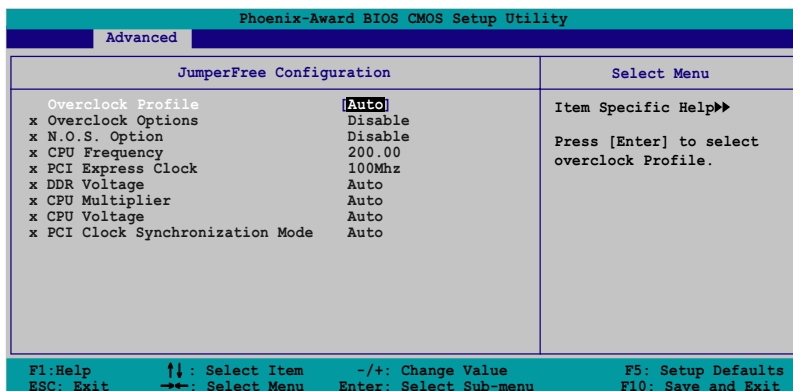 Phoenix-Award BIOS CMOS Setup Utility
Advanced
JumperFree Configuration
Select Menu
Overclock Profile [Auto]
x Overclock Options Disable
x N.O.S. Option Disable
x CPU Frequency 200.00
x PCI Express Clock 100Mhz
x DDR Voltage Auto
x CPU Multiplier Auto
x CPU Voltage Auto
x PCI Clock Synchronization Mode Auto
Item Specific Help▶▶
Press [Enter] to select
overclock Profile.
F1:Help ↑↓: Select Item -/+: Change Value F5: Setup Defaults
ESC: Exit →←: Select Menu Enter: Select Sub-menu F10: Save and Exit